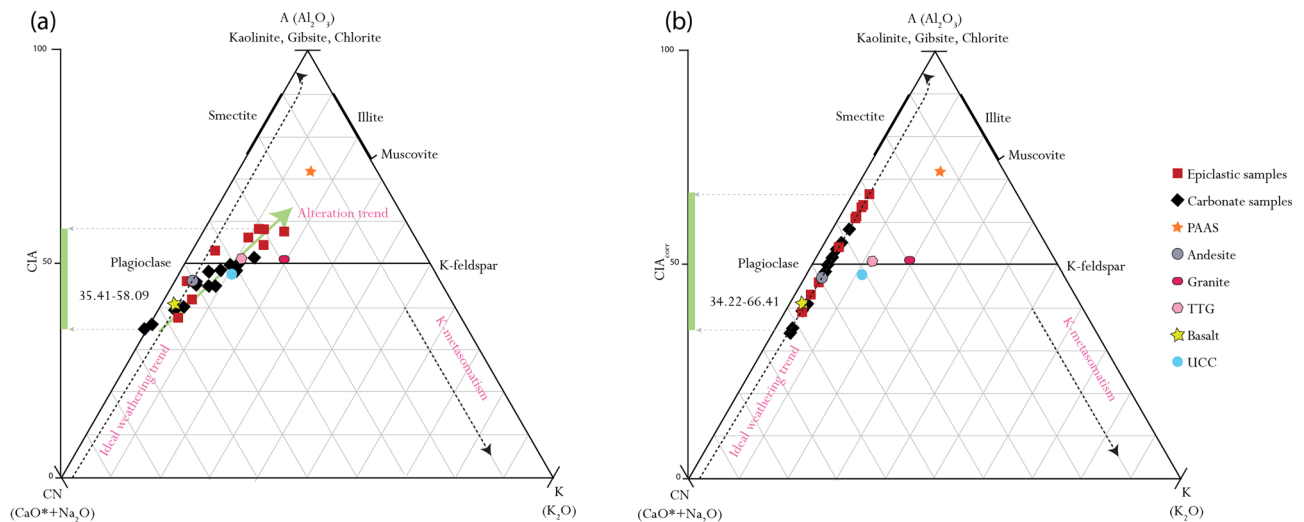 (a)
A (Al₂O₃)
Kaolinite, Gibsite, Chlorite
100
Smectite
Illite
Muscovite
Alteration trend
CIA
50
Plagioclase
K-feldspar
35.41-58.09
Ideal weathering trend
K-metasomatism
0
CN
(CaO*+Na₂O)
K
(K₂O)
(b)
A (Al₂O₃)
Kaolinite, Gibsite, Chlorite
100
Smectite
Illite
Muscovite
CIAcorr
50
Plagioclase
K-feldspar
34.22-66.41
Ideal weathering trend
K-metasomatism
0
CN
(CaO*+Na₂O)
K
(K₂O)
Epiclastic samples
Carbonate samples
PAAS
Andesite
Granite
TTG
Basalt
UCC